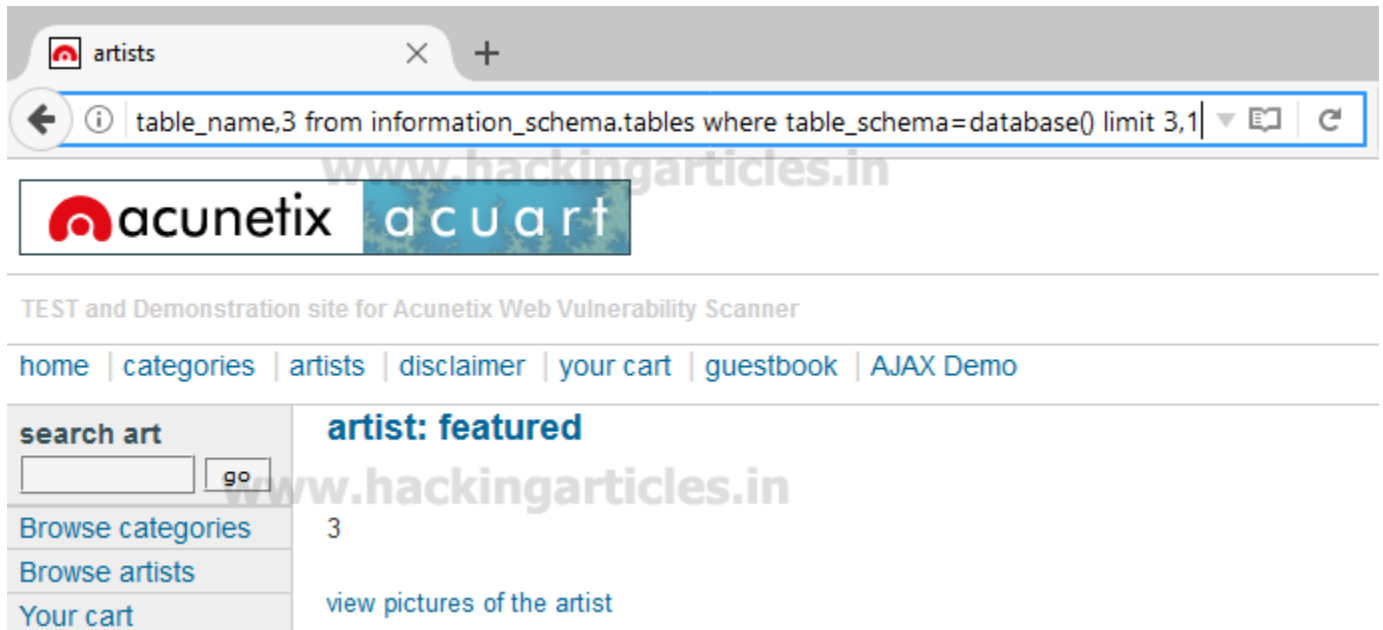 artists
table_name,3 from information_schema.tables where table_schema=database() limit 3,1
www.hackingarticles.in
acunetix acuart
TEST and Demonstration site for Acunetix Web Vulnerability Scanner
home | categories | artists | disclaimer | your cart | guestbook | AJAX Demo
search art
go
artist: featured
www.hackingarticles.in
Browse categories
3
Browse artists
Your cart
view pictures of the artist